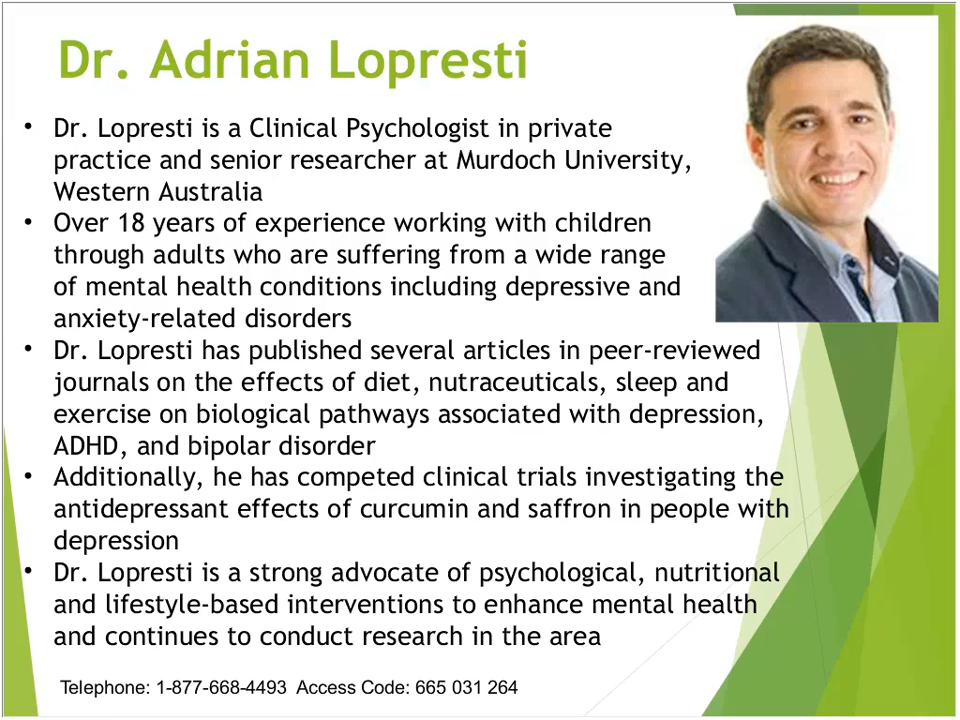 Dr. Adrian Lopresti
• Dr. Lopresti is a Clinical Psychologist in private
practice and senior researcher at Murdoch University,
Western Australia
• Over 18 years of experience working with children
through adults who are suffering from a wide range
of mental health conditions including depressive and
anxiety-related disorders
• Dr. Lopresti has published several articles in peer-reviewed
journals on the effects of diet, nutraceuticals, sleep and
exercise on biological pathways associated with depression,
ADHD, and bipolar disorder
• Additionally, he has competed clinical trials investigating the
antidepressant effects of curcumin and saffron in people with
depression
• Dr. Lopresti is a strong advocate of psychological, nutritional
and lifestyle-based interventions to enhance mental health
and continues to conduct research in the area
Telephone: 1-877-668-4493 Access Code: 665 031 264